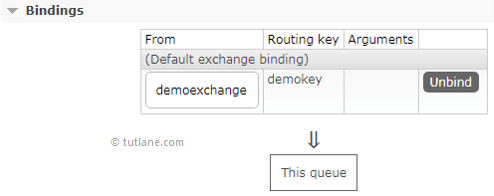 Bindings
From Routing key Arguments
(Default exchange binding)
demoexchange demokey Unbind
© tutlane.com
This queue